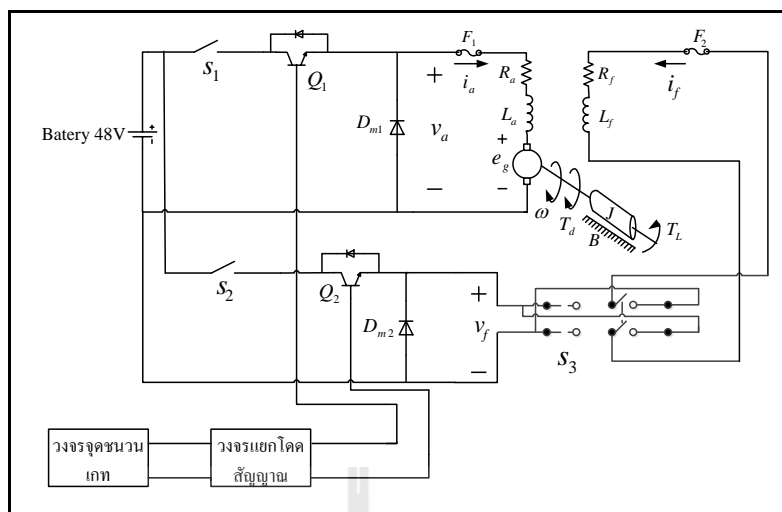 F1
F2
S1
Q1
ia
Ra
Rf
if
La
Lf
Batery 48V
Dm1
+
va
−
+
eg
−
ω
Td
J
B
TL
S2
Q2
Dm2
+
vf
−
S3
วงจรจุดชนวน
เกท
วงจรแยกโดด
สัญญาณ